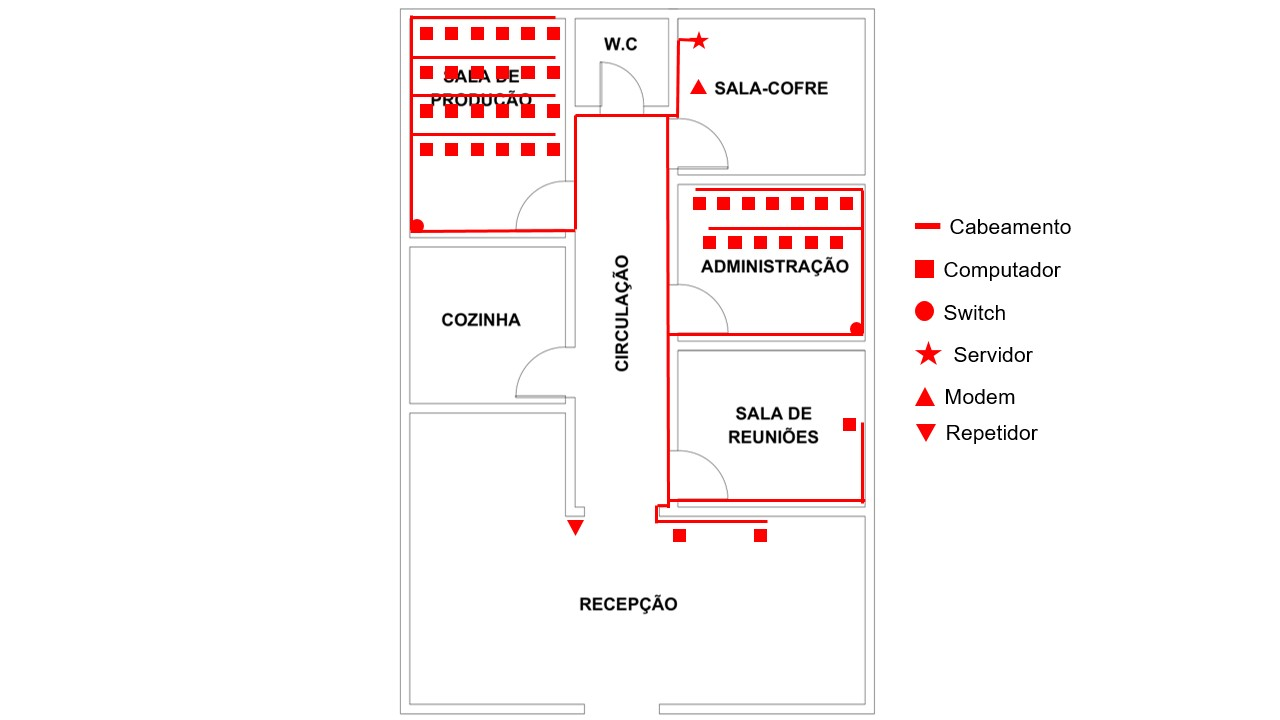 SALA DE
PRODUÇÃO
W.C
SALA-COFRE
ADMINISTRAÇÃO
COZINHA
CIRCULAÇÃO
SALA DE
REUNIÕES
RECEPÇÃO
Cabeamento
Computador
Switch
Servidor
Modem
Repetidor